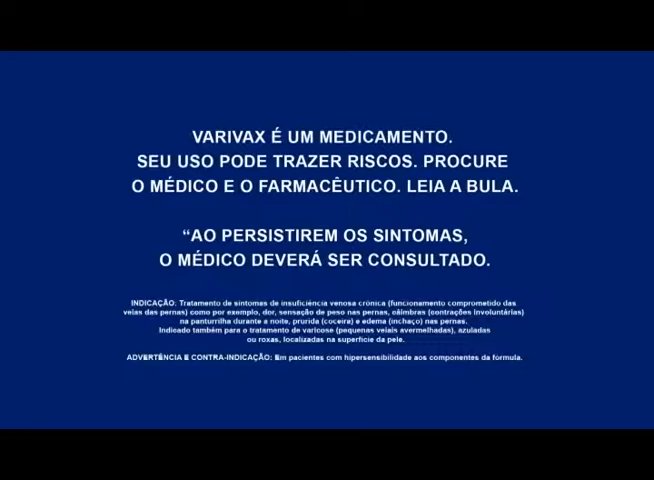 VARIVAX É UM MEDICAMENTO.
SEU USO PODE TRAZER RISCOS. PROCURE
O MÉDICO E O FARMACÊUTICO. LEIA A BULA.
“AO PERSISTIREM OS SINTOMAS,
O MÉDICO DEVERÁ SER CONSULTADO.
INDICAÇÃO: Tratamento de sintomas de insuficiência venosa crônica (funcionamento comprometido das
veias das pernas) como por exemplo, dor, sensação de peso nas pernas, câimbras (contrações involuntárias)
na panturrilha durante a noite, prurida (coceira) e edema (inchaço) nas pernas.
Indicado também para o tratamento de varicose (pequenas veiais avermelhadas), azuladas
ou roxas, localizadas na superfície da pele.
ADVERTÊNCIA E CONTRA-INDICAÇÃO: Em pacientes com hipersensibilidade aos componentes da fórmula.